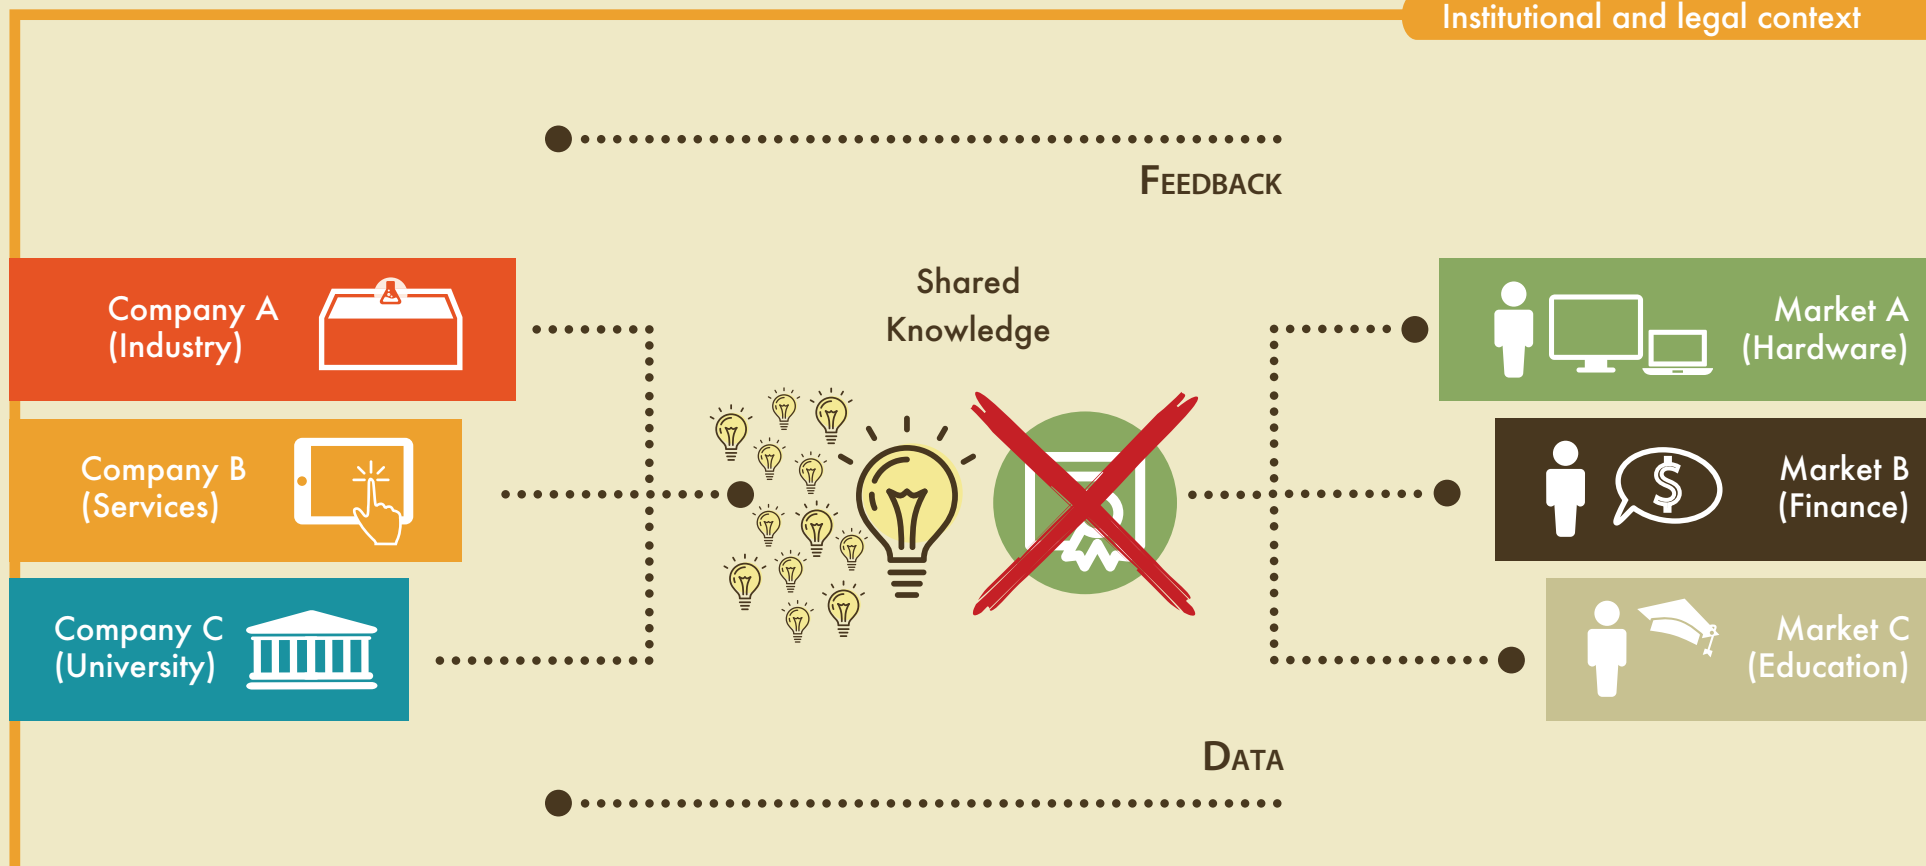 Institutional and legal context
FEEDBACK
Shared
Knowledge
Company A
(Industry)
Company B
(Services)
Company C
(University)
$
Market A
(Hardware)
Market B
(Finance)
Market C
(Education)
DATA